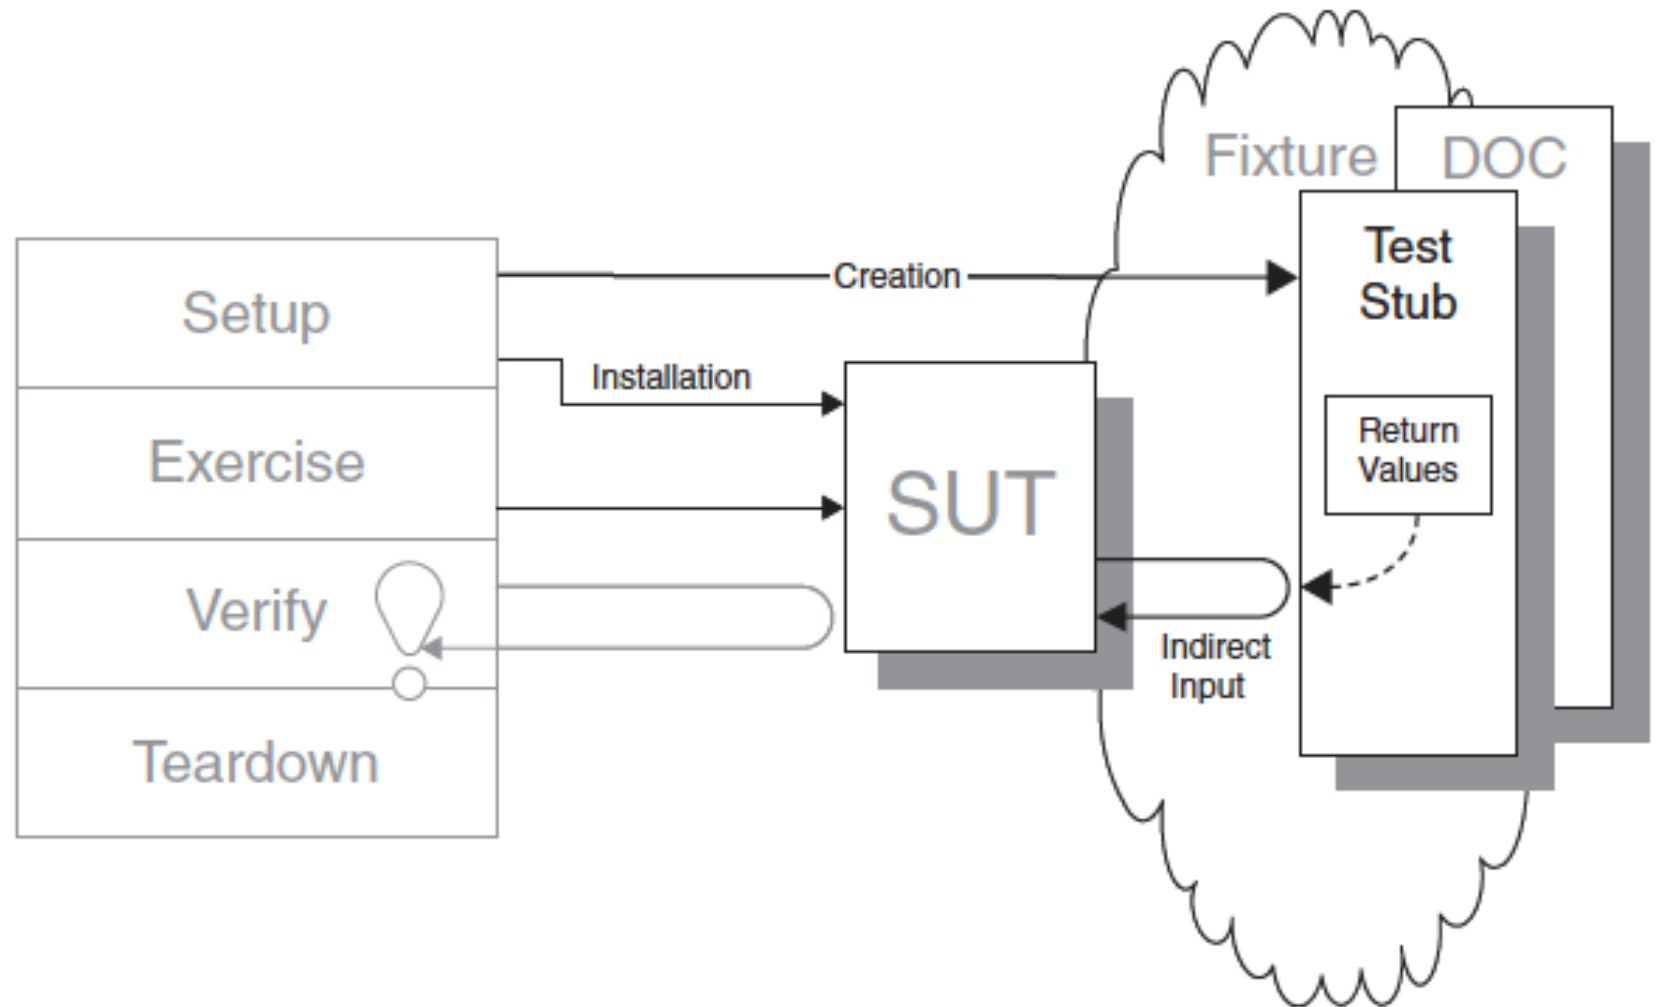 Fixture
DOC
Test
Stub
Setup
Creation
Installation
Return
Values
Exercise
SUT
Verify
Indirect
Input
Teardown